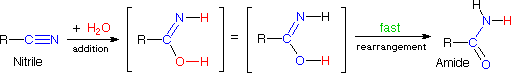 R—C≡N
Nitrile
+ H₂O
addition
N—H
R—C
O—H
=
N—H
R—C
O—H
fast
rearrangement
H
N—H
R—C
O
Amide